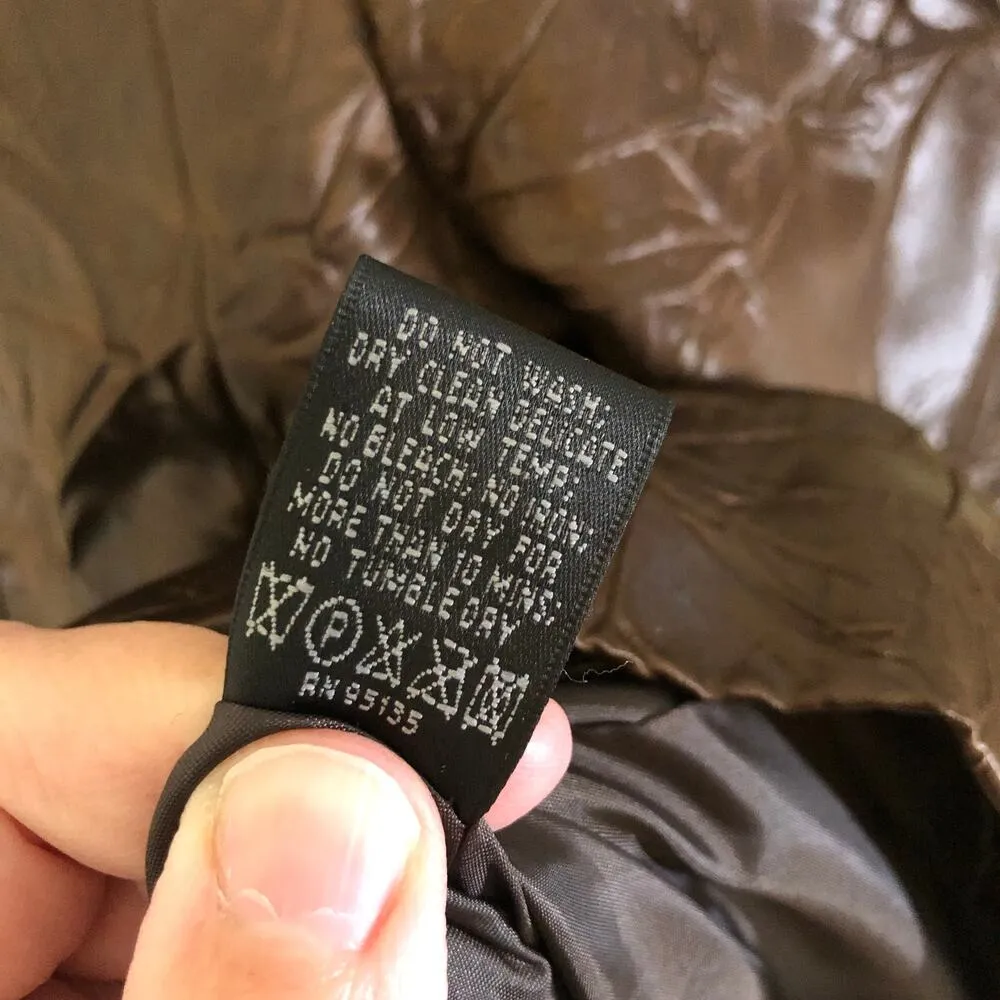 DO NOT WASH:
DRY CLEAN DELICATE
AT LOW TEMP:
NO BLEACH: NO IRON:
DO NOT DRY FOR
MORE THAN 10 MINS:
NO TUMBLE DRY
P
RN 95135